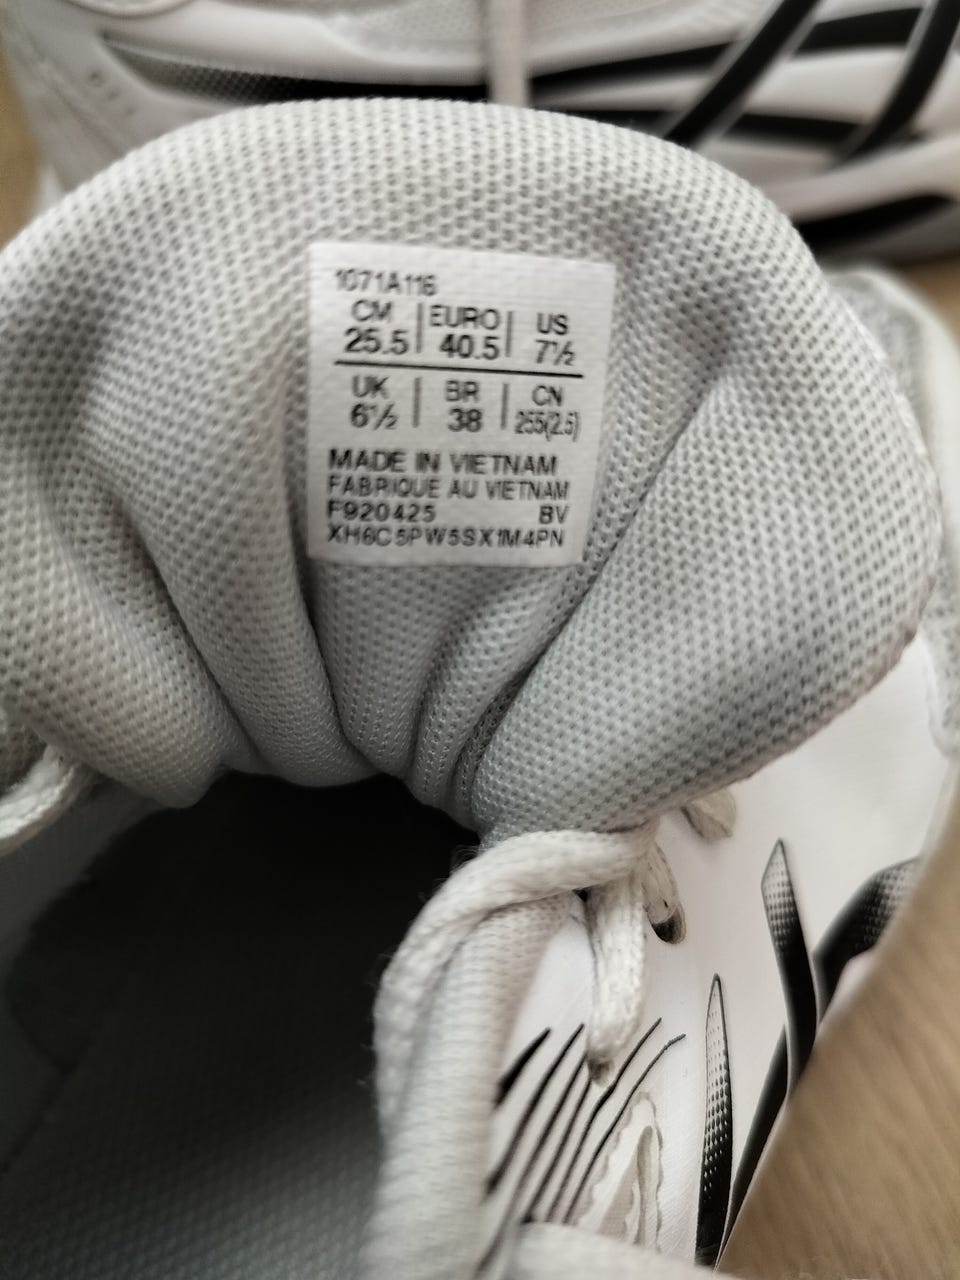 1071A116
CM | EURO | US
25.5 | 40.5 | 7½
UK | BR | CN
6½ | 38 | 255(2.5)
MADE IN VIETNAM
FABRIQUE AU VIETNAM
F920425 BV
XH6C5PW5SX1M4PN